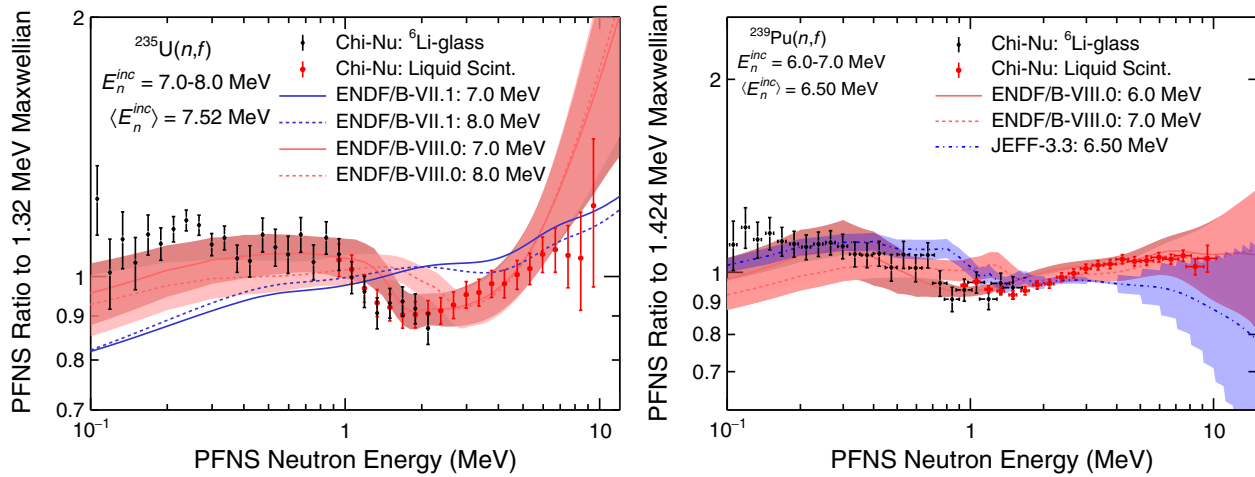 PFNS Ratio to 1.32 MeV Maxwellian
2
1
0.9
0.8
0.7
²³⁵U(n,f)
E_n^inc = 7.0-8.0 MeV
⟨E_n^inc⟩ = 7.52 MeV
Chi-Nu: ⁶Li-glass
Chi-Nu: Liquid Scint.
ENDF/B-VII.1: 7.0 MeV
ENDF/B-VII.1: 8.0 MeV
ENDF/B-VIII.0: 7.0 MeV
ENDF/B-VIII.0: 8.0 MeV
10⁻¹ 1 10
PFNS Neutron Energy (MeV)
PFNS Ratio to 1.424 MeV Maxwellian
2
1
0.9
0.8
0.7
²³⁹Pu(n,f)
E_n^inc = 6.0-7.0 MeV
⟨E_n^inc⟩ = 6.50 MeV
Chi-Nu: ⁶Li-glass
Chi-Nu: Liquid Scint.
ENDF/B-VIII.0: 6.0 MeV
ENDF/B-VIII.0: 7.0 MeV
JEFF-3.3: 6.50 MeV
10⁻¹ 1 10
PFNS Neutron Energy (MeV)